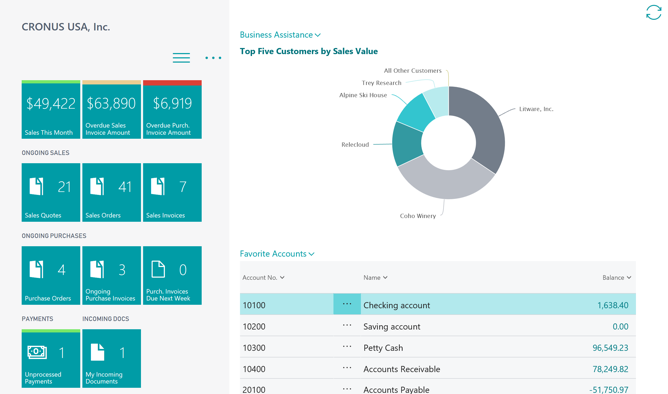 CRONUS USA, Inc.
$49,422
Sales This Month
$63,890
Overdue Sales
Invoice Amount
$6,919
Overdue Purch.
Invoice Amount
ONGOING SALES
21
Sales Quotes
41
Sales Orders
7
Sales Invoices
ONGOING PURCHASES
4
Purchase Orders
3
Ongoing
Purchase Invoices
0
Purch. Invoices
Due Next Week
PAYMENTS
INCOMING DOCS
1
Unprocessed
Payments
1
My Incoming
Documents
Business Assistance
Top Five Customers by Sales Value
All Other Customers
Trey Research
Alpine Ski House
Litware, Inc.
Relecloud
Coho Winery
Favorite Accounts
Account No. Name Balance
10100 Checking account 1,638.40
10200 Saving account 0.00
10300 Petty Cash 96,549.23
10400 Accounts Receivable 78,249.82
20100 Accounts Payable -51,750.97